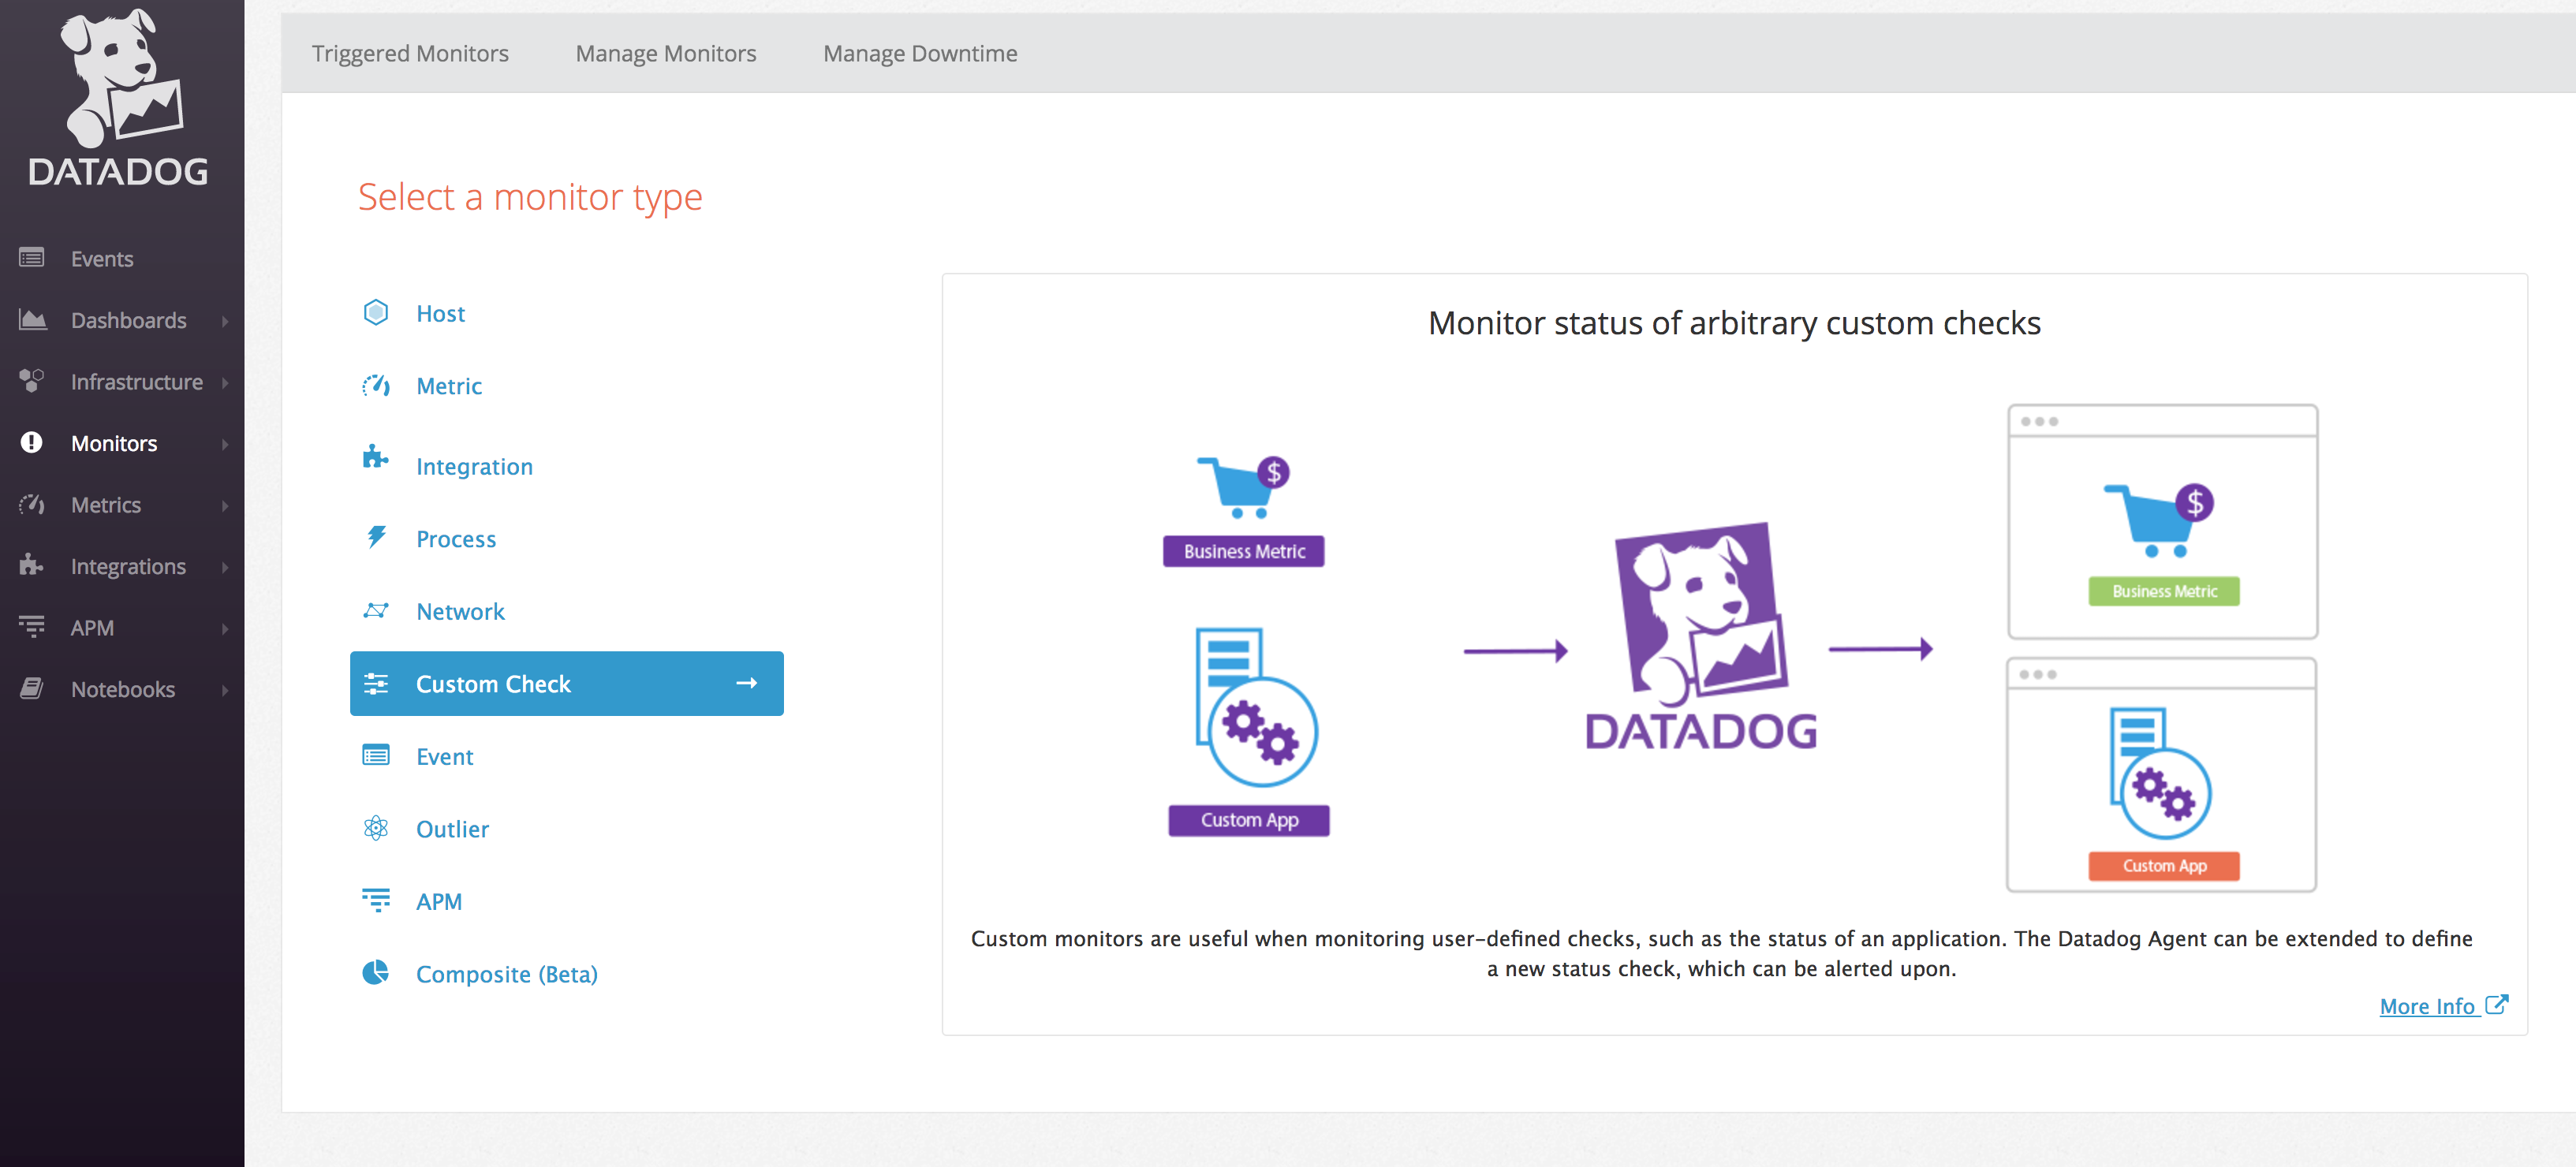 DATADOG
Events
Dashboards
Infrastructure
Monitors
Metrics
Integrations
APM
Notebooks
Triggered Monitors
Manage Monitors
Manage Downtime
Select a monitor type
Host
Metric
Integration
Process
Network
Custom Check
Event
Outlier
APM
Composite (Beta)
Monitor status of arbitrary custom checks
$
Business Metric
Custom App
DATADOG
$
Business Metric
Custom App
Custom monitors are useful when monitoring user-defined checks, such as the status of an application. The Datadog Agent can be extended to define
a new status check, which can be alerted upon.
More Info